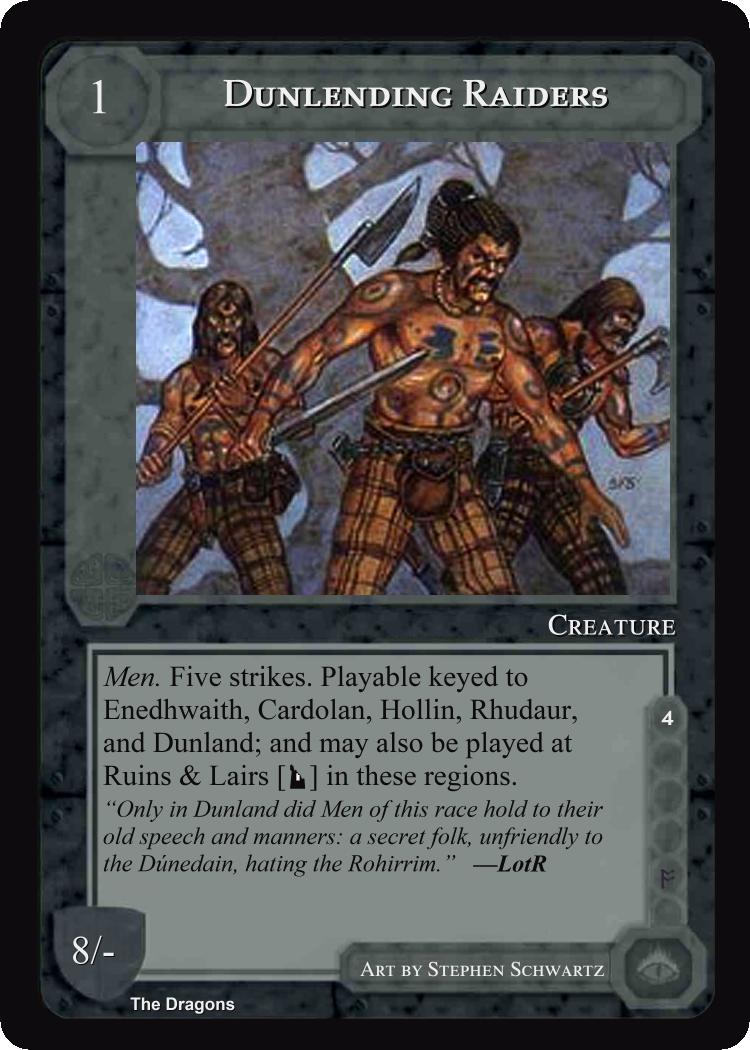 1
Dunlending Raiders
SKS
Creature
Men. Five strikes. Playable keyed to
Enedhwaith, Cardolan, Hollin, Rhudaur,
and Dunland; and may also be played at
Ruins & Lairs [ ] in these regions.
“Only in Dunland did Men of this race hold to their
old speech and manners: a secret folk, unfriendly to
the Dúnedain, hating the Rohirrim.” —LotR
4
8/-
Art by Stephen Schwartz
The Dragons